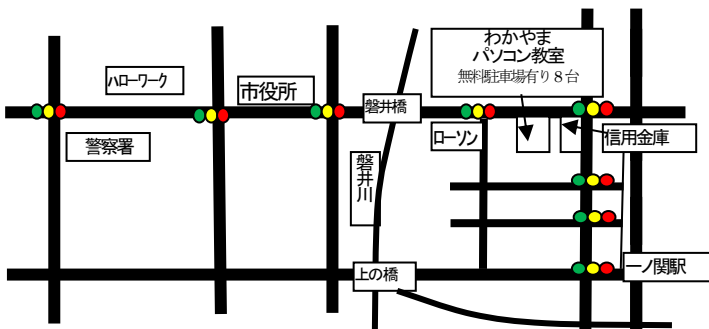 わかやま
パソコン教室
無料駐車場有り８台
ハローワーク
市役所
磐井橋
ローソン
信用金庫
警察署
磐井川
上の橋
一ノ関駅